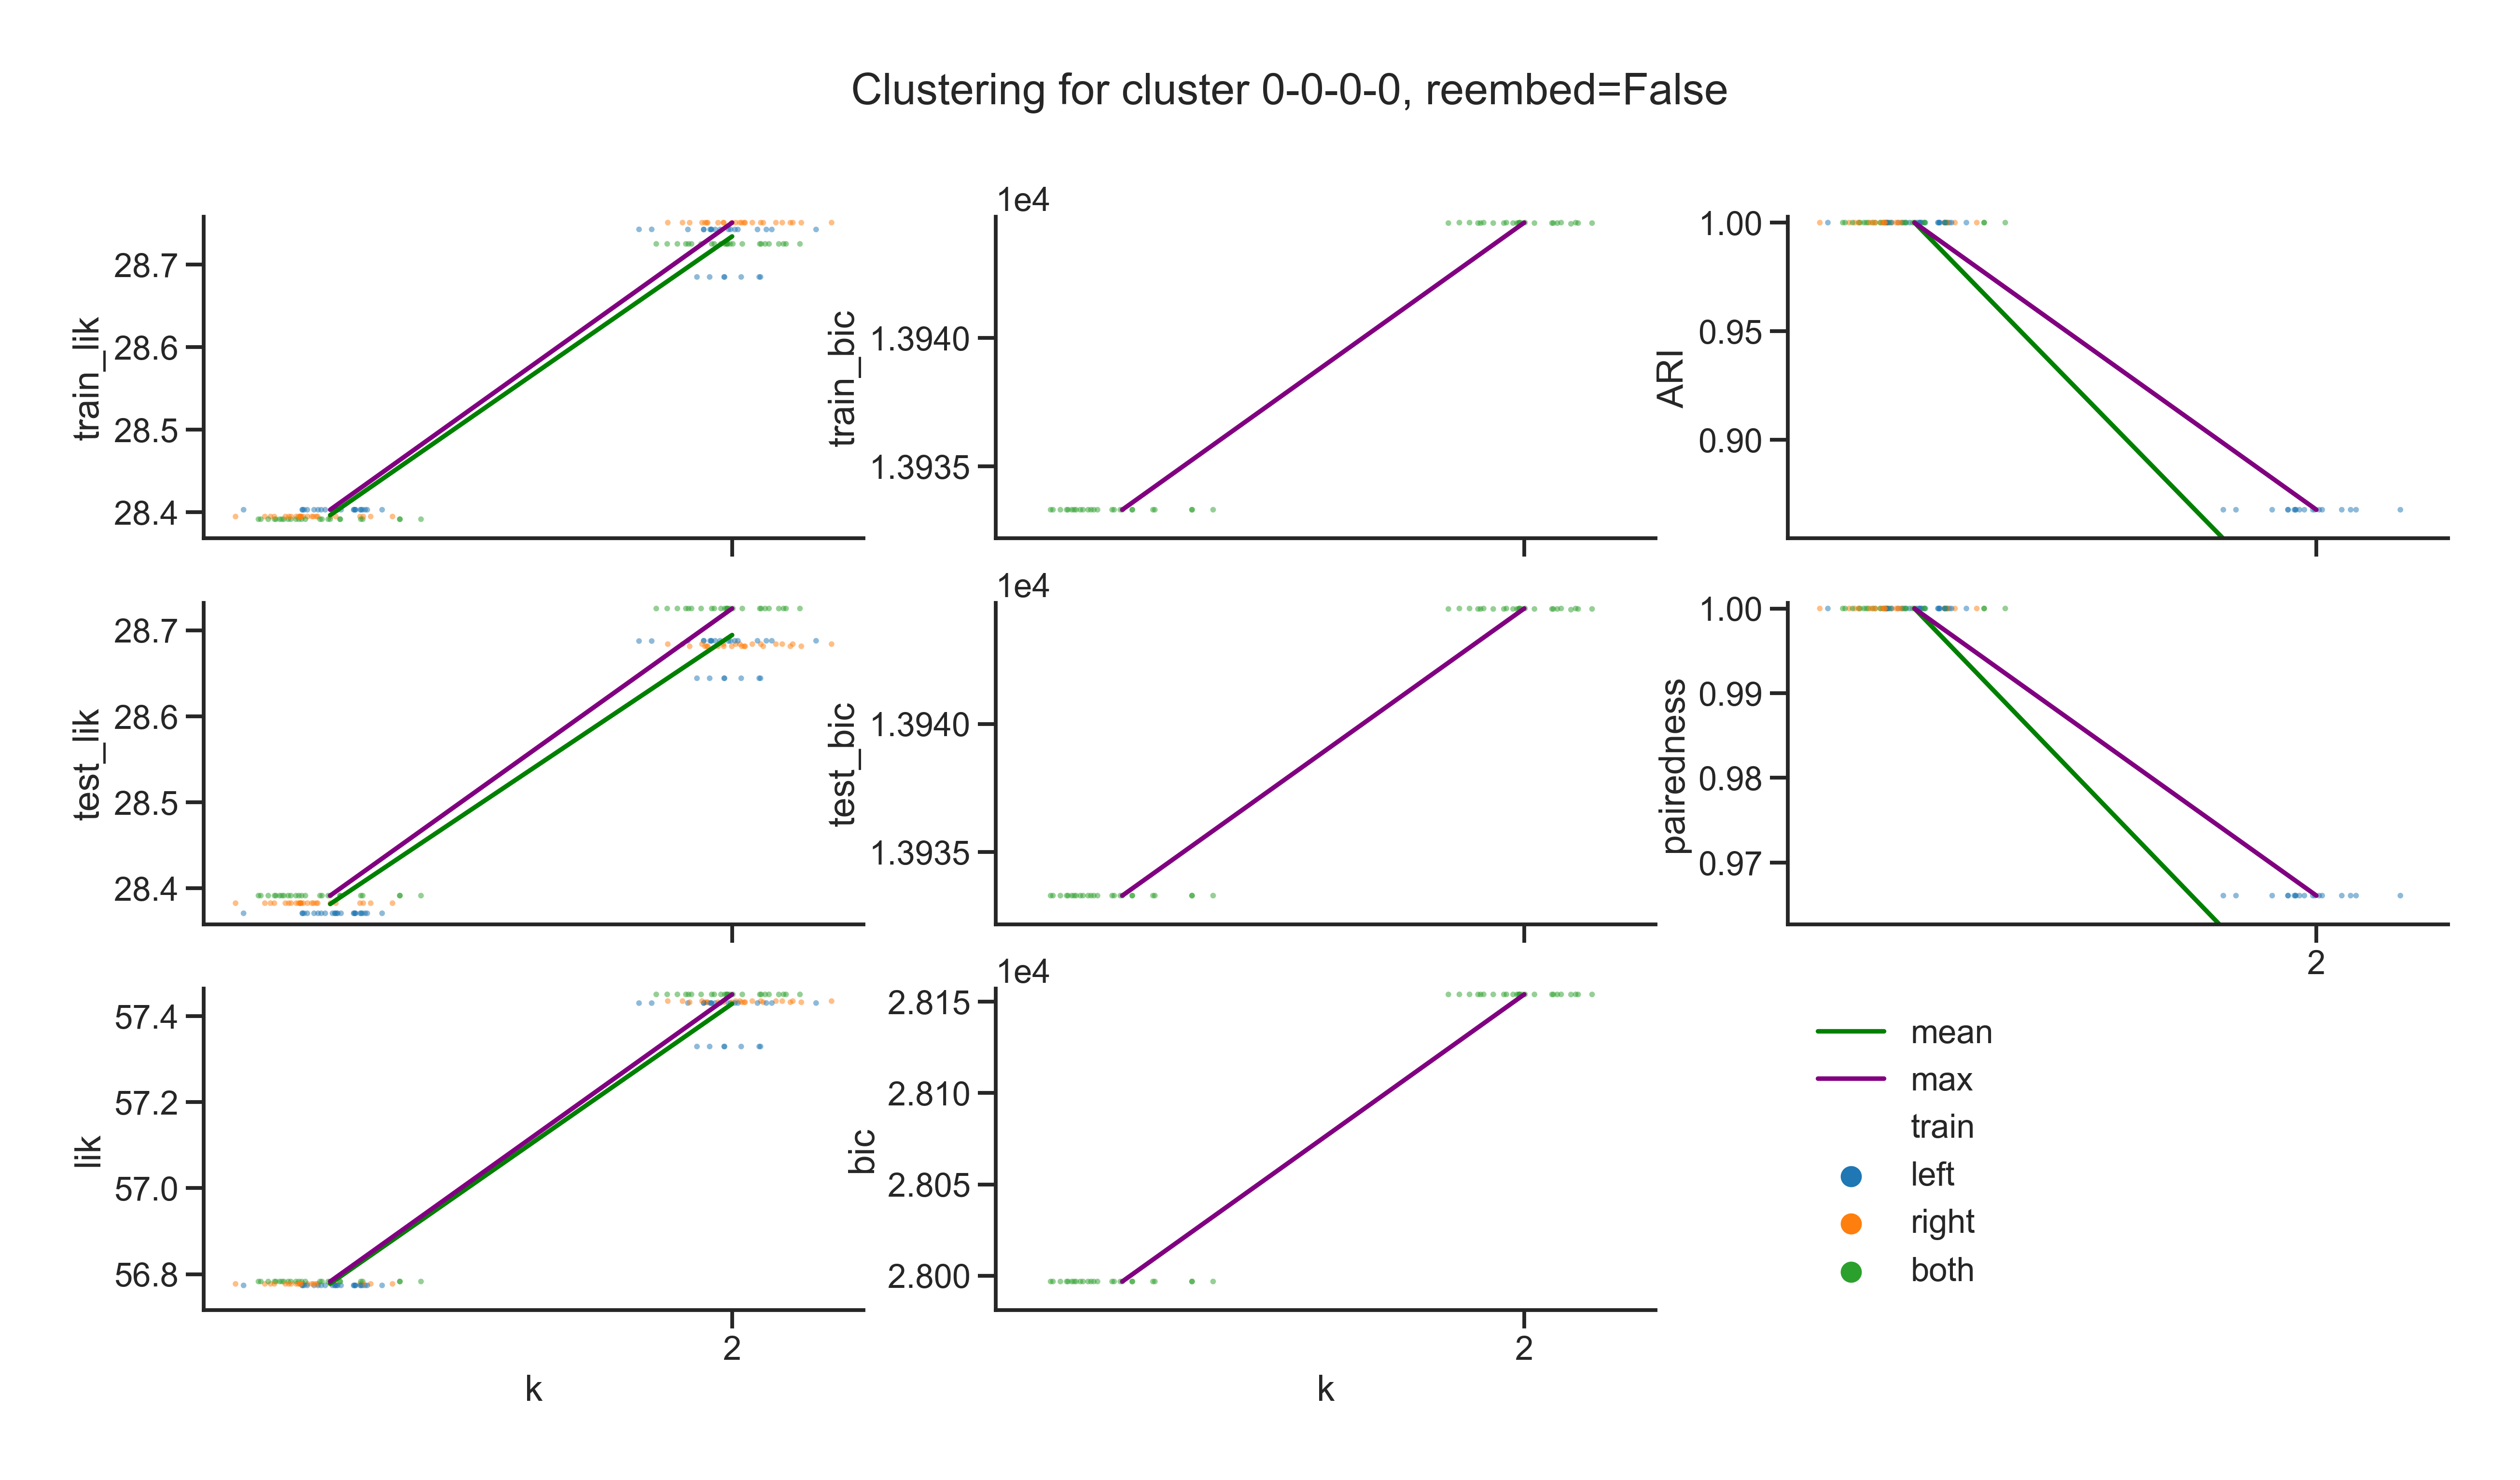 Clustering for cluster 0-0-0-0, reembed=False
train_lik
28.7
28.6
28.5
28.4
1e4
train_bic
1.3940
1.3935
ARI
1.00
0.95
0.90
test_lik
28.7
28.6
28.5
28.4
1e4
test_bic
1.3940
1.3935
pairedness
1.00
0.99
0.98
0.97
2
lik
57.4
57.2
57.0
56.8
2
k
1e4
bic
2.815
2.810
2.805
2.800
2
k
mean
max
train
left
right
both